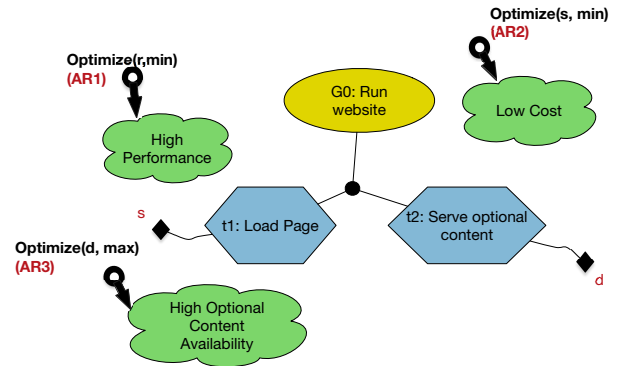 Optimize(s, min)
(AR2)
Optimize(r,min)
(AR1)
G0: Run
website
Low Cost
High
Performance
s
t1: Load Page
t2: Serve optional
content
Optimize(d, max)
(AR3)
d
High Optional
Content
Availability